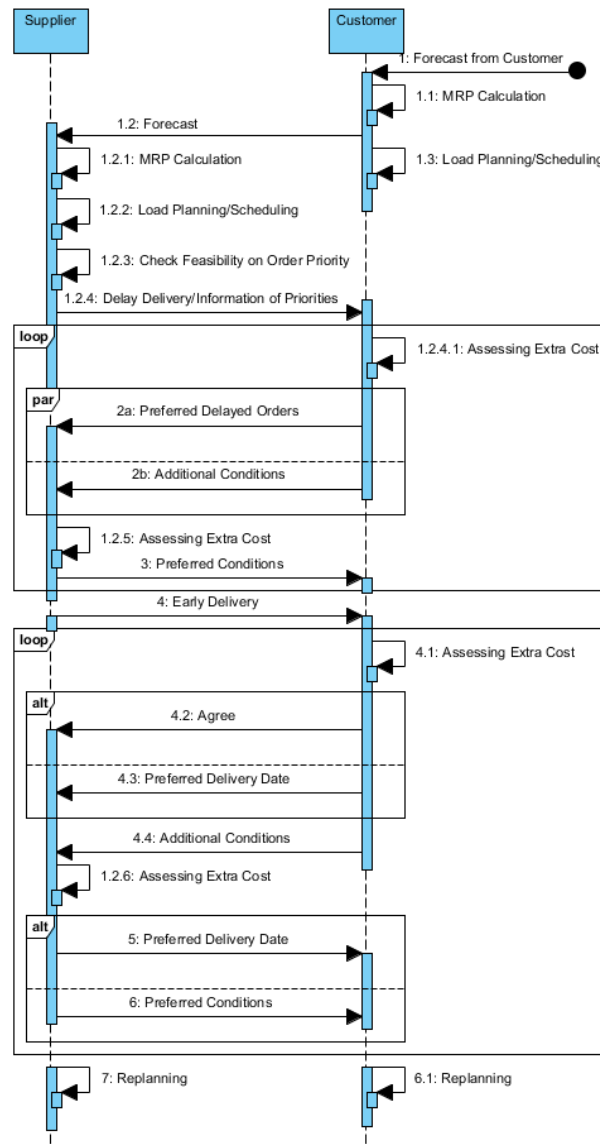 Supplier
Customer
1: Forecast from Customer
1.1: MRP Calculation
1.2: Forecast
1.2.1: MRP Calculation
1.3: Load Planning/Scheduling
1.2.2: Load Planning/Scheduling
1.2.3: Check Feasibility on Order Priority
1.2.4: Delay Delivery/Information of Priorities
loop
1.2.4.1: Assessing Extra Cost
par
2a: Preferred Delayed Orders
2b: Additional Conditions
1.2.5: Assessing Extra Cost
3: Preferred Conditions
4: Early Delivery
loop
4.1: Assessing Extra Cost
alt
4.2: Agree
4.3: Preferred Delivery Date
4.4: Additional Conditions
1.2.6: Assessing Extra Cost
alt
5: Preferred Delivery Date
6: Preferred Conditions
7: Replanning
6.1: Replanning